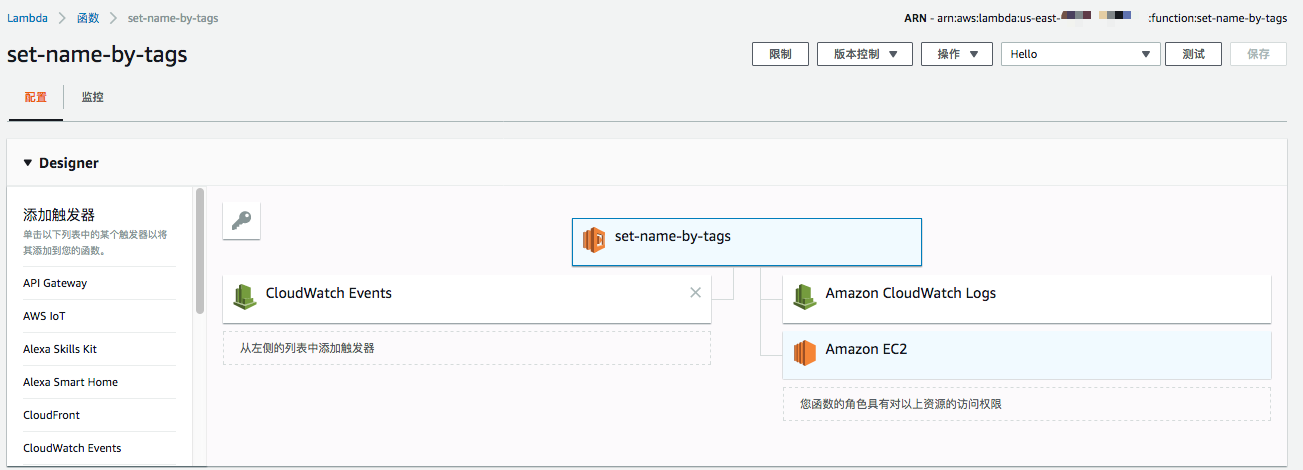 Lambda > 函数 > set-name-by-tags
ARN - arn:aws:lambda:us-east- :function:set-name-by-tags
set-name-by-tags
限制 版本控制 操作 Hello 测试 保存
配置 监控
Designer
添加触发器
单击以下列表中的某个触发器以将
其添加到您的函数。
API Gateway
AWS IoT
Alexa Skills Kit
Alexa Smart Home
CloudFront
CloudWatch Events
set-name-by-tags
CloudWatch Events
从左侧的列表中添加触发器
Amazon CloudWatch Logs
Amazon EC2
您函数的角色具有对以上资源的访问权限